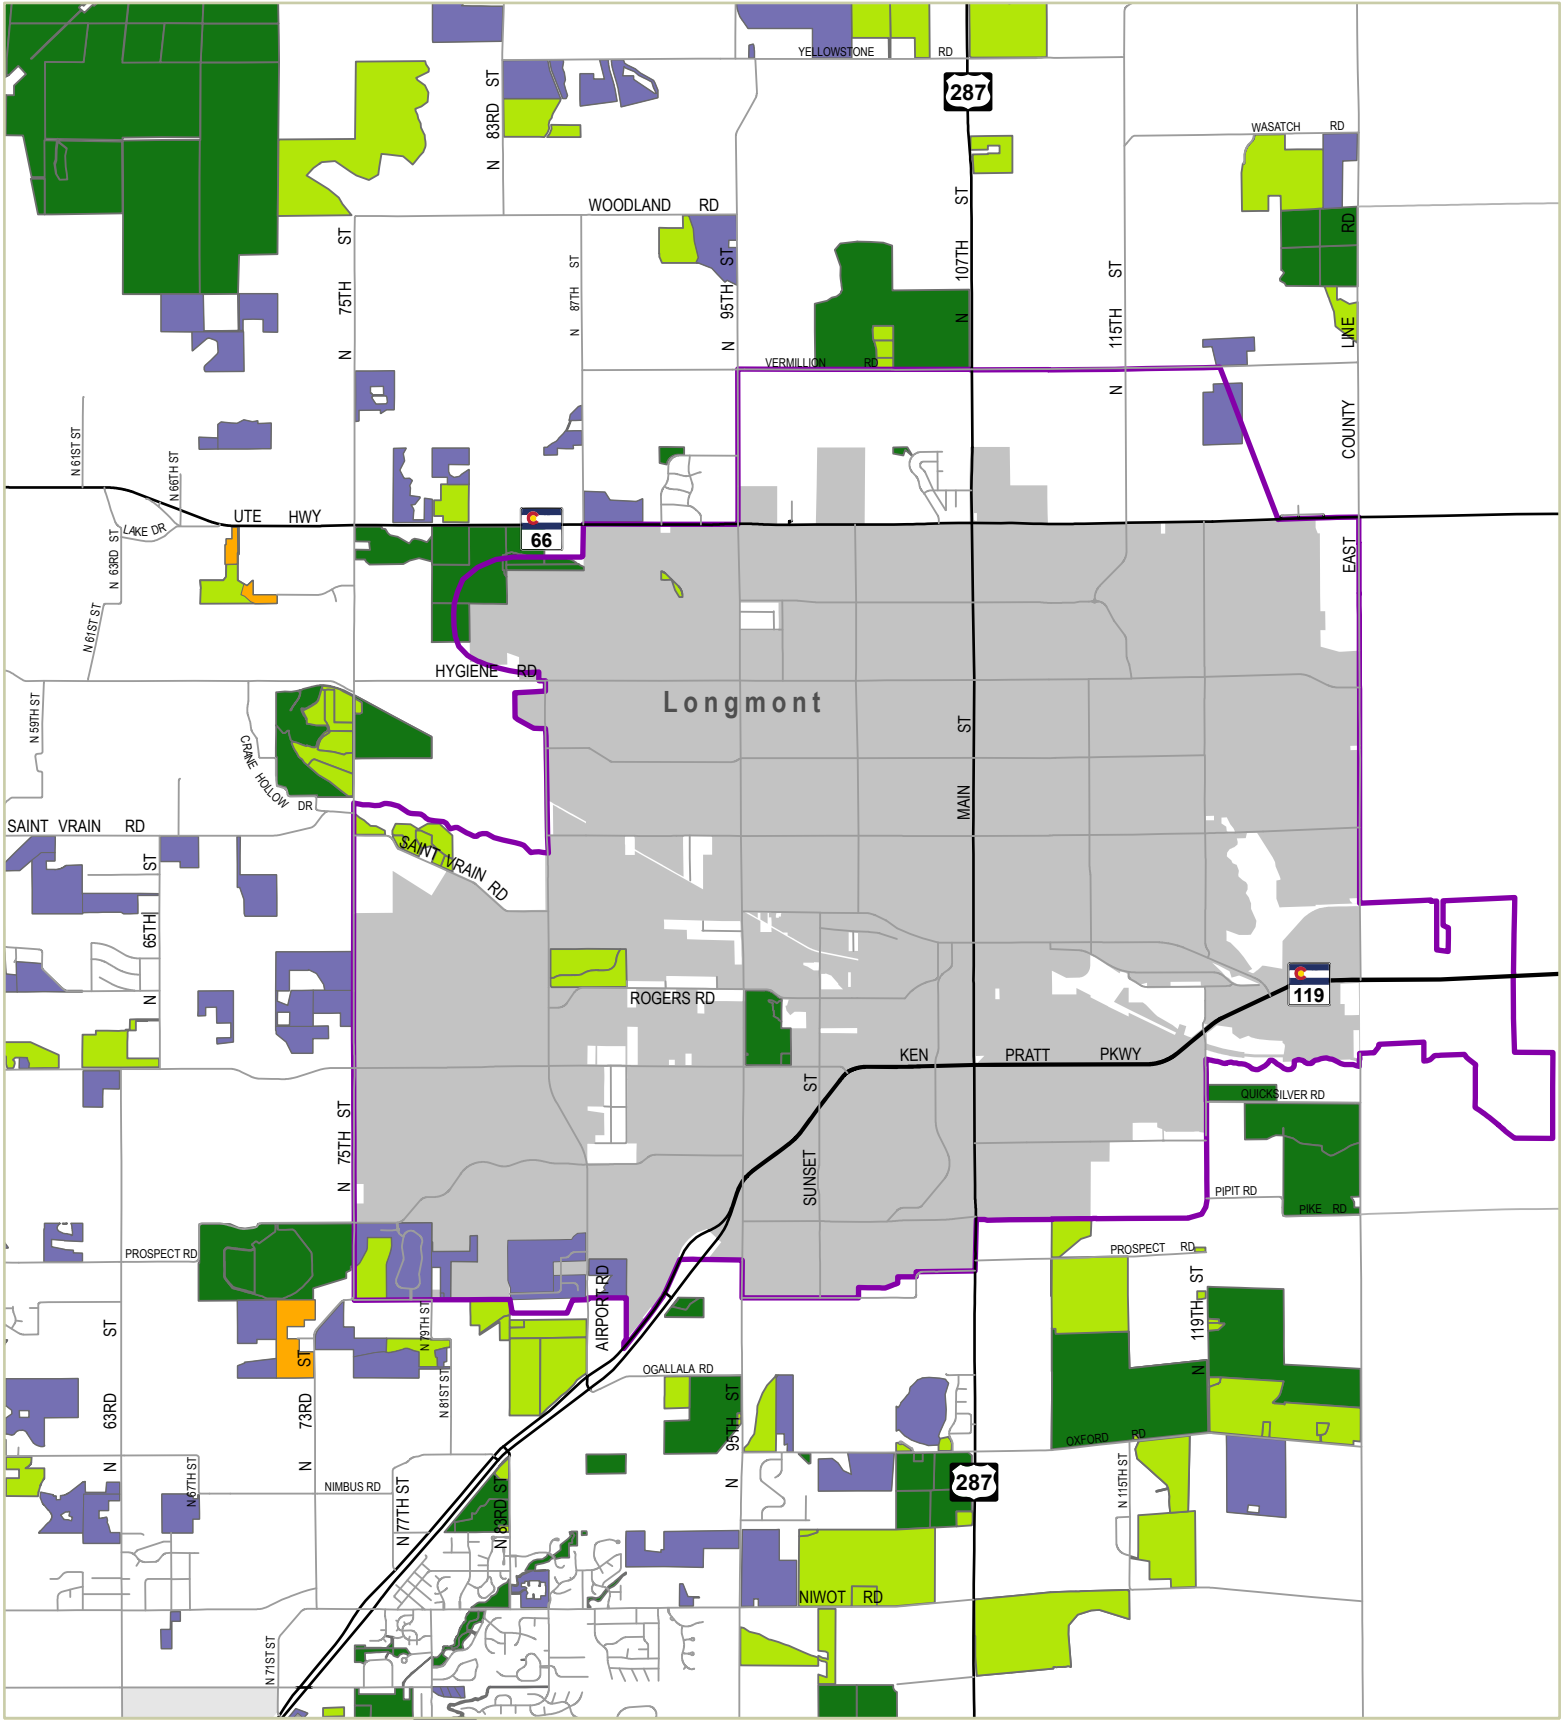 YELLOWSTONE RD
287
N 83RD ST
WASATCH RD
WOODLAND RD
N 75TH ST
N 87TH ST
N 95TH ST
N 107TH ST
N 115TH ST
EAST COUNTY LINE RD
VERMILLION RD
N 61ST ST
N 66TH ST
UTE HWY
LAKE DR
66
N 63RD ST
N 61ST ST
HYGIENE RD
Longmont
N 59TH ST
CRANE HOLLOW DR
MAIN ST
SAINT VRAIN RD
SAINT VRAIN RD
N 65TH ST
ROGERS RD
119
KEN PRATT PKWY
SUNSET ST
QUICKSILVER RD
N 75TH ST
PIPIT RD
PIKE RD
PROSPECT RD
PROSPECT RD
AIRPORT RD
N 119TH ST
N 79TH ST
N 63RD ST
N 73RD ST
OGALLALA RD
N 81ST ST
N 95TH ST
OXFORD RD
N 67TH ST
NIMBUS RD
N 77TH ST
N 83RD ST
287
N 115TH ST
NIWOT RD
N 71ST ST